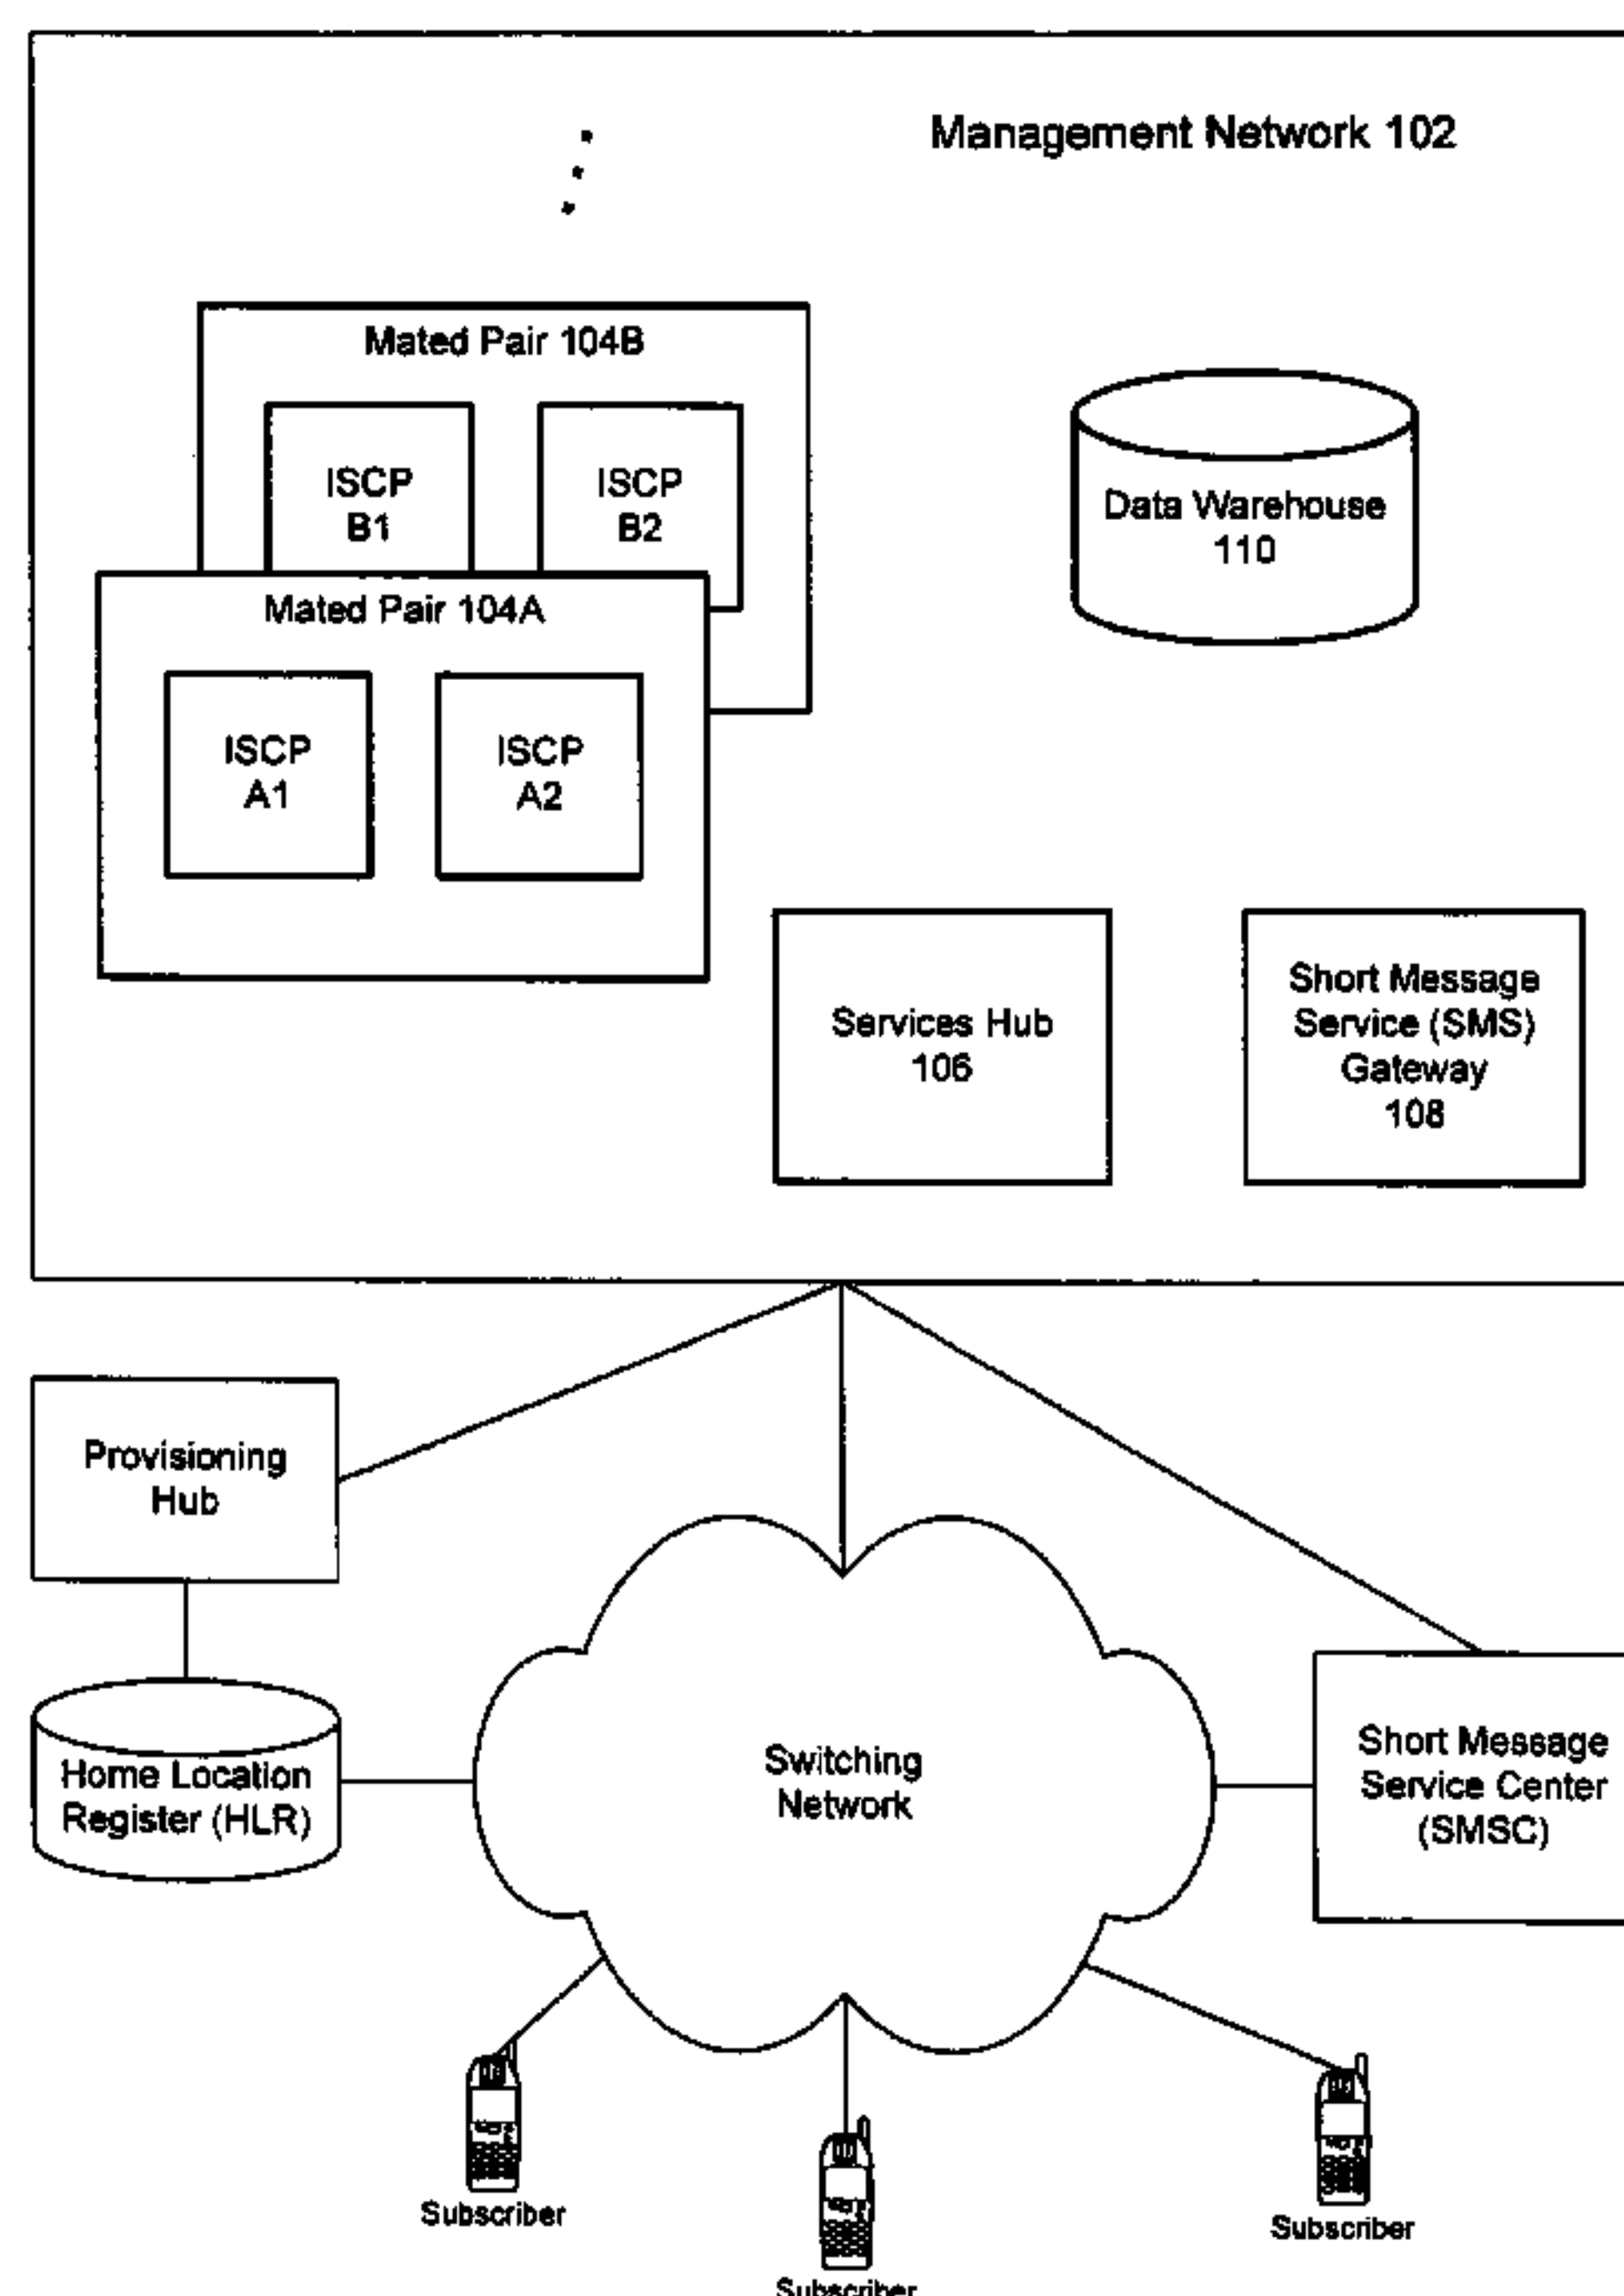 Management Network 102
Mated Pair 104B
ISCP
B1
ISCP
B2
Data Warehouse
110
Mated Pair 104A
ISCP
A1
ISCP
A2
Services Hub
106
Short Message
Service (SMS)
Gateway
108
Provisioning
Hub
Home Location
Register (HLR)
Switching
Network
Short Message
Service Center
(SMSC)
Subscriber
Subscriber
Subscriber